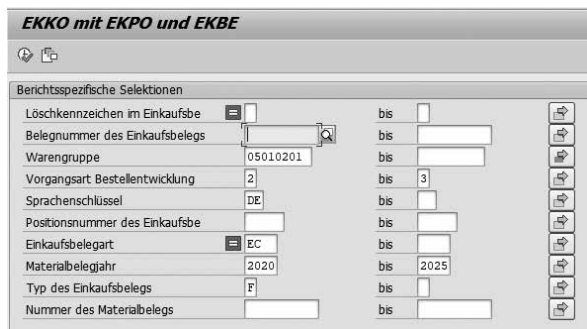 EKKO mit EKPO und EKBE
Berichtsspezifische Selektionen
Löschkennzeichen im Einkaufsbe = bis
Belegnummer des Einkaufsbelegs bis
Warengruppe 05010201 bis
Vorgangsart Bestellentwicklung 2 bis 3
Sprachenschlüssel DE bis
Positionsnummer des Einkaufsbe bis
Einkaufsbelegart = EC bis
Materialbelegjahr 2020 bis 2025
Typ des Einkaufsbelegs F bis
Nummer des Materialbelegs bis